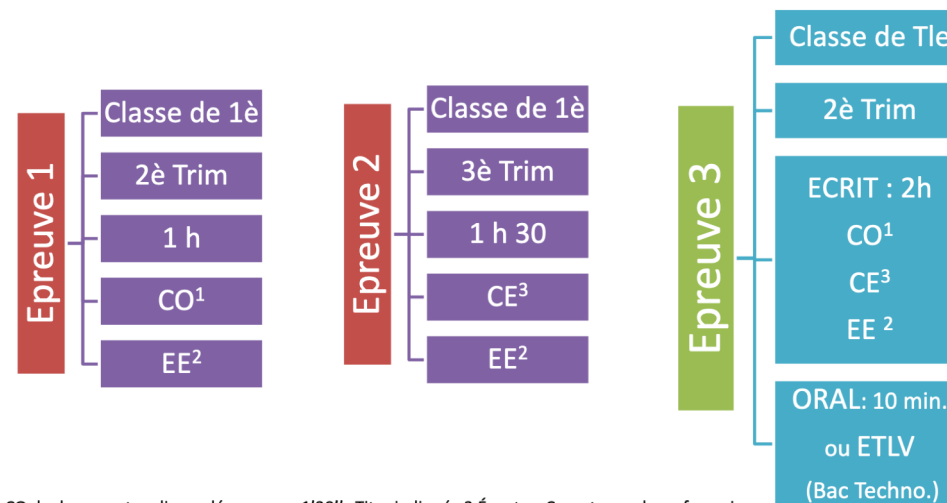 Epreuve 1
Classe de 1è
2è Trim
1 h
CO¹
EE²
Epreuve 2
Classe de 1è
3è Trim
1 h 30
CE³
EE²
Epreuve 3
Classe de Tle
2è Trim
ECRIT : 2h
CO¹
CE³
EE ²
ORAL: 10 min.
ou ETLV
(Bac Techno.)